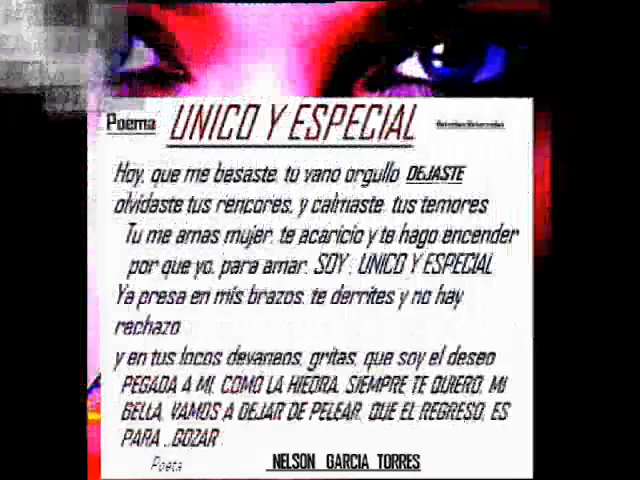 Poema UNICO Y ESPECIAL
Hoy, que me besaste, tu vano orgullo DEJASTE
olvidaste tus rencores, y calmaste, tus temores
Tu me amas mujer, te acaricio y te hago encender
por que yo, para amar, SOY, UNICO Y ESPECIAL
Ya presa en mis brazos, te derrites y no hay
rechazo
y en tus locos devaneos, gritas, que soy el deseo
PEGADA A MI, COMO LA HIEDRA, SIEMPRE TE QUIERO, MI
BELLA, VAMOS A DEJAR DE PELEAR, QUE EL REGRESO, ES
PARA ..GOZAR
Poeta NELSON GARCIA TORRES